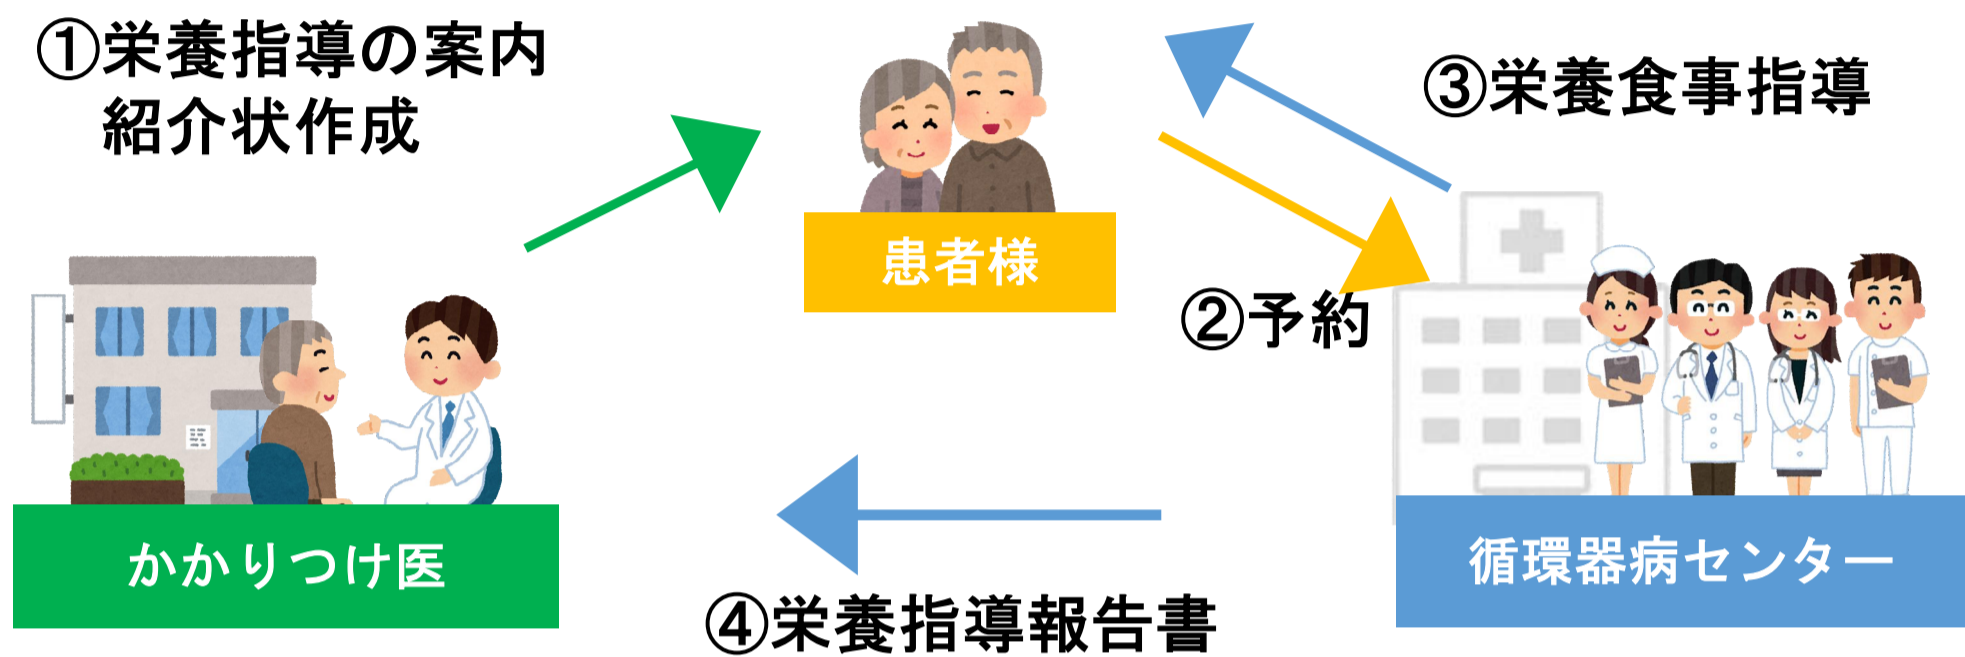 ①栄養指導の案内
紹介状作成
患者様
③栄養食事指導
②予約
かかりつけ医
循環器病センター
④栄養指導報告書